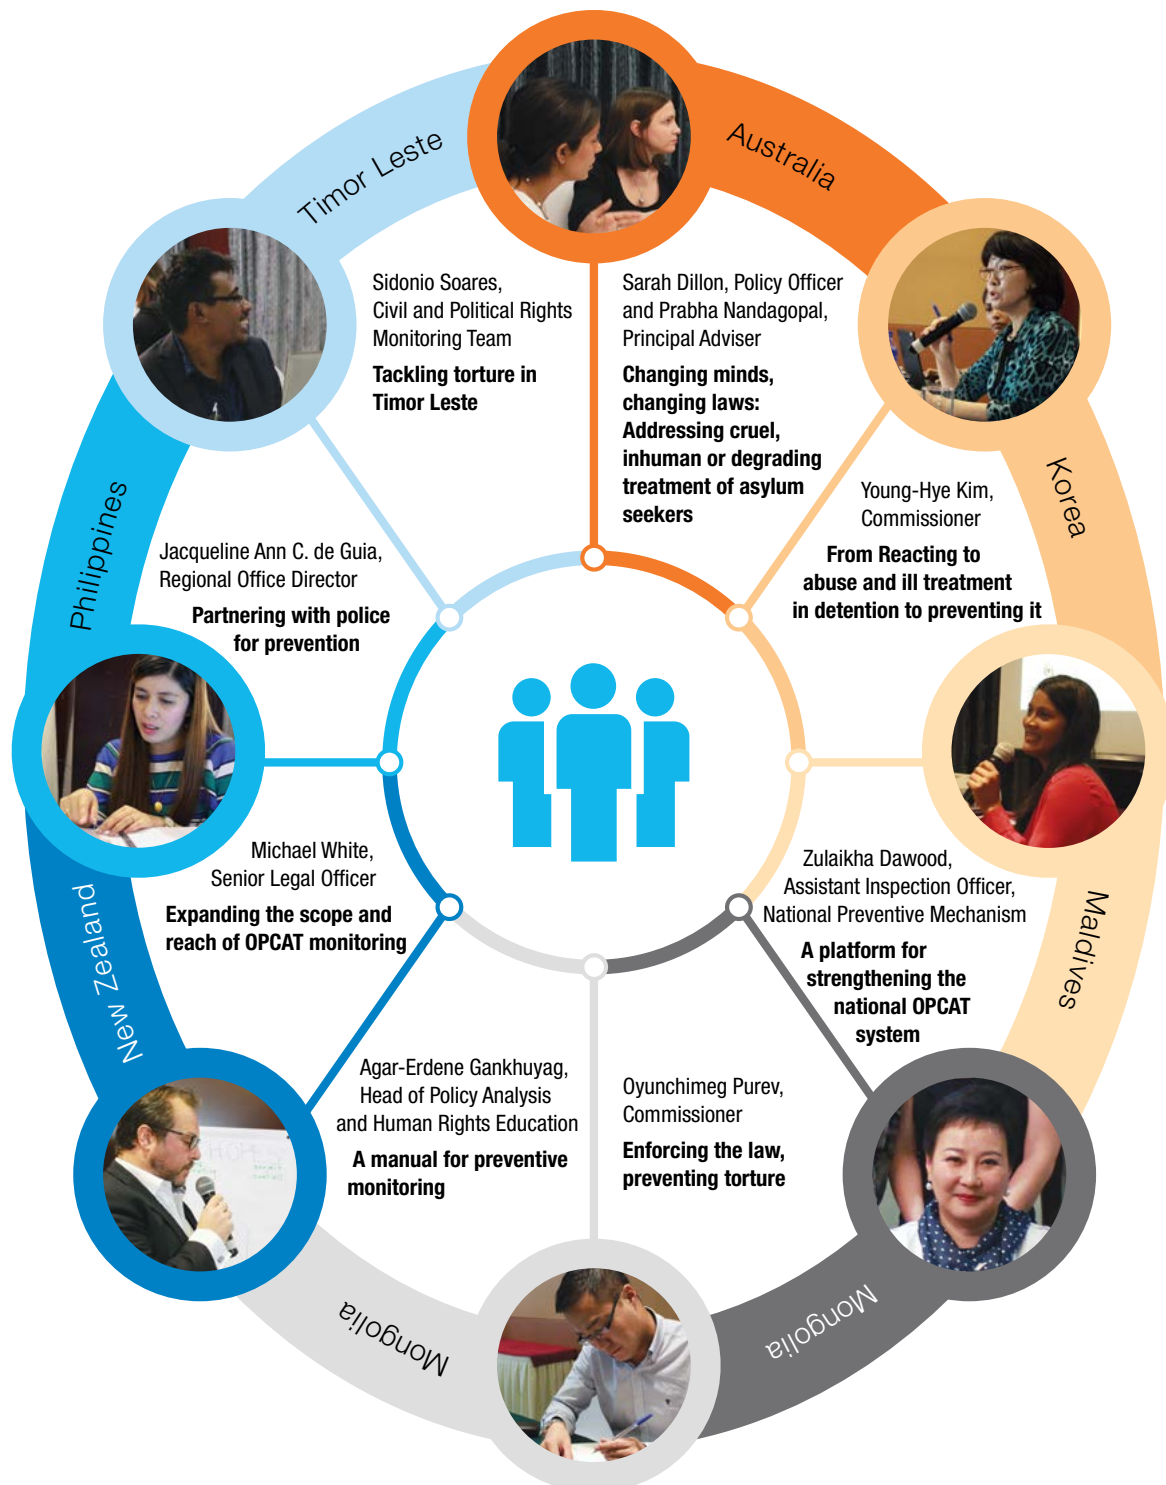 Timor Leste
Australia
Sidonio Soares,
Civil and Political Rights
Monitoring Team
Tackling torture in
Timor Leste
Sarah Dillon, Policy Officer
and Prabha Nandagopal,
Principal Adviser
Changing minds,
changing laws:
Addressing cruel,
inhuman or degrading
treatment of asylum
seekers
Korea
Young-Hye Kim,
Commissioner
From Reacting to
abuse and ill treatment
in detention to preventing it
Philippines
Jacqueline Ann C. de Guia,
Regional Office Director
Partnering with police
for prevention
New Zealand
Michael White,
Senior Legal Officer
Expanding the scope and
reach of OPCAT monitoring
Maldives
Zulaikha Dawood,
Assistant Inspection Officer,
National Preventive Mechanism
A platform for
strengthening the
national OPCAT
system
Agar-Erdene Gankhuyag,
Head of Policy Analysis
and Human Rights Education
A manual for preventive
monitoring
Oyunchimeg Purev,
Commissioner
Enforcing the law,
preventing torture
Mongolia
Mongolia